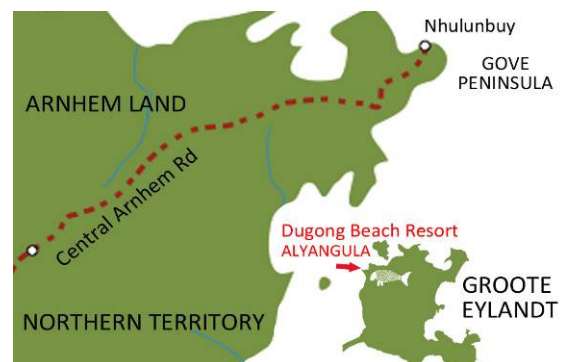 Nhulunbuy
GOVE
PENINSULA
ARNHEM LAND
Central Arnhem Rd
Dugong Beach Resort
ALYANGULA
GROOTE
EYLANDT
NORTHERN TERRITORY